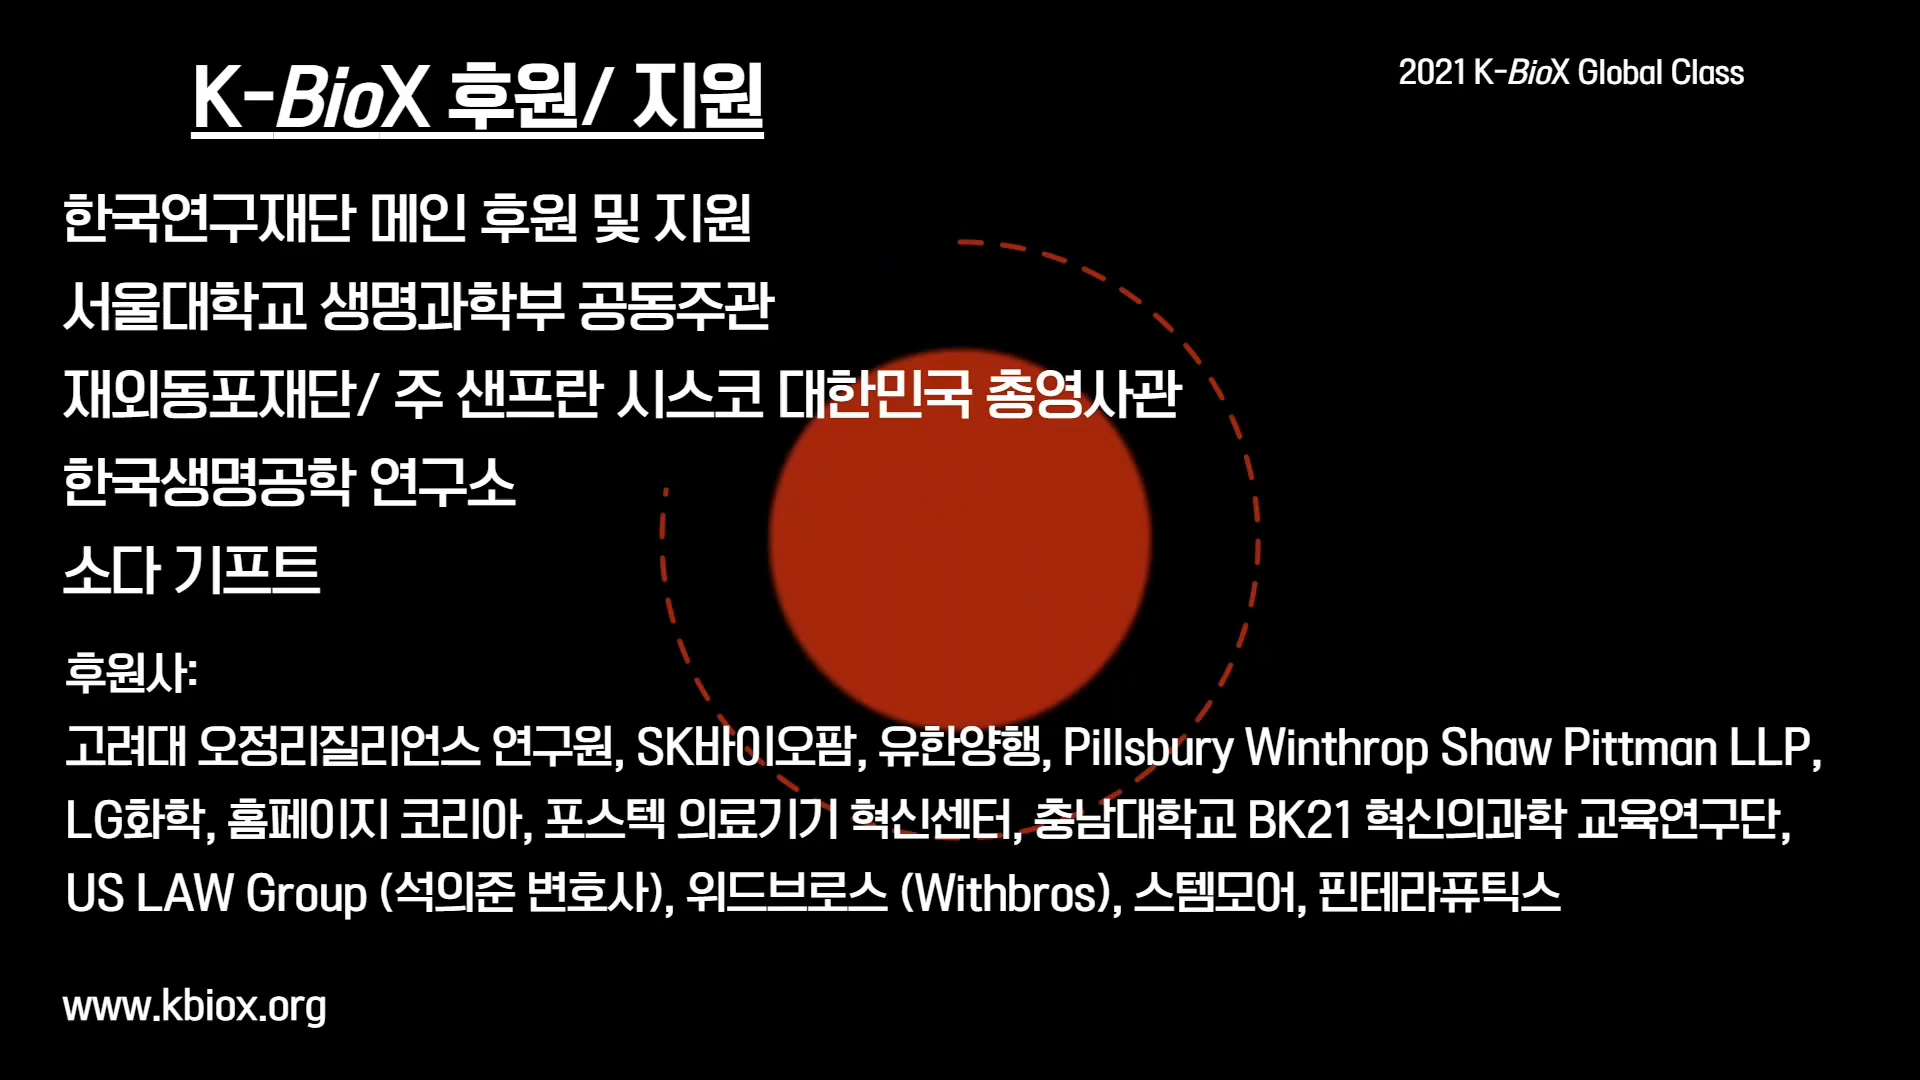 K-BioX 후원/ 지원
2021 K-BioX Global Class
한국연구재단 메인 후원 및 지원
서울대학교 생명과학부 공동주관
재외동포재단/ 주 샌프란 시스코 대한민국 총영사관
한국생명공학 연구소
소다 기프트
후원사:
고려대 오정리질리언스 연구원, SK바이오팜, 유한양행, Pillsbury Winthrop Shaw Pittman LLP,
LG화학, 홈페이지 코리아, 포스텍 의료기기 혁신센터, 충남대학교 BK21 혁신의과학 교육연구단,
US LAW Group (석의준 변호사), 위드브로스 (Withbros), 스템모어, 핀테라퓨틱스
www.kbiox.org